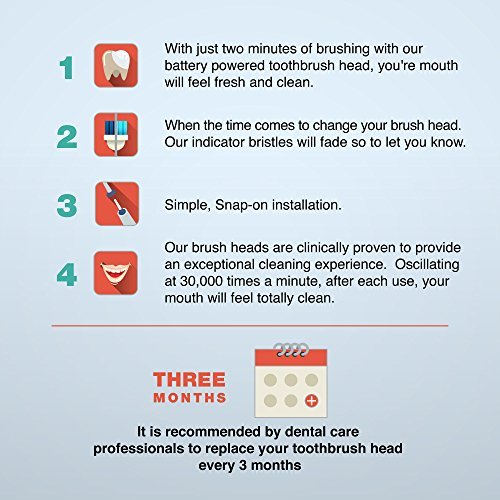 1
With just two minutes of brushing with our
battery powered toothbrush head, you're mouth
will feel fresh and clean.
2
When the time comes to change your brush head.
Our indicator bristles will fade so to let you know.
3
Simple, Snap-on installation.
4
Our brush heads are clinically proven to provide
an exceptional cleaning experience.  Oscillating
at 30,000 times a minute, after each use, your
mouth will feel totally clean.
THREE
MONTHS
It is recommended by dental care
professionals to replace your toothbrush head
every 3 months